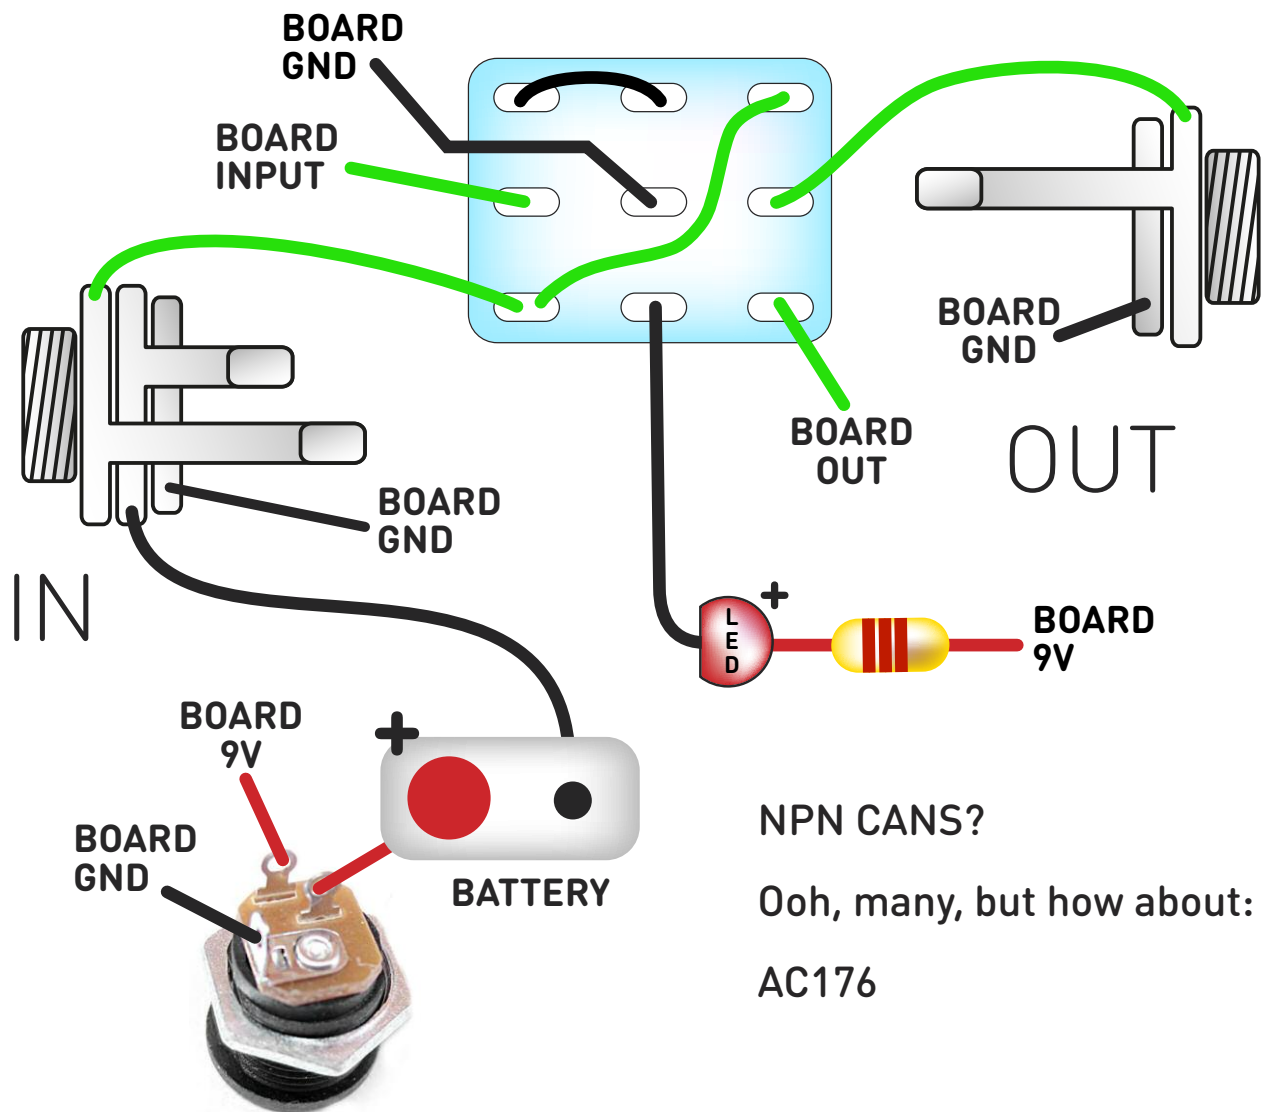 BOARD
GND
BOARD
INPUT
BOARD
GND
BOARD
OUT
OUT
BOARD
GND
IN
L
E
D
+
BOARD
9V
BOARD
9V
+
BOARD
GND
BATTERY
NPN CANS?
Ooh, many, but how about:
AC176